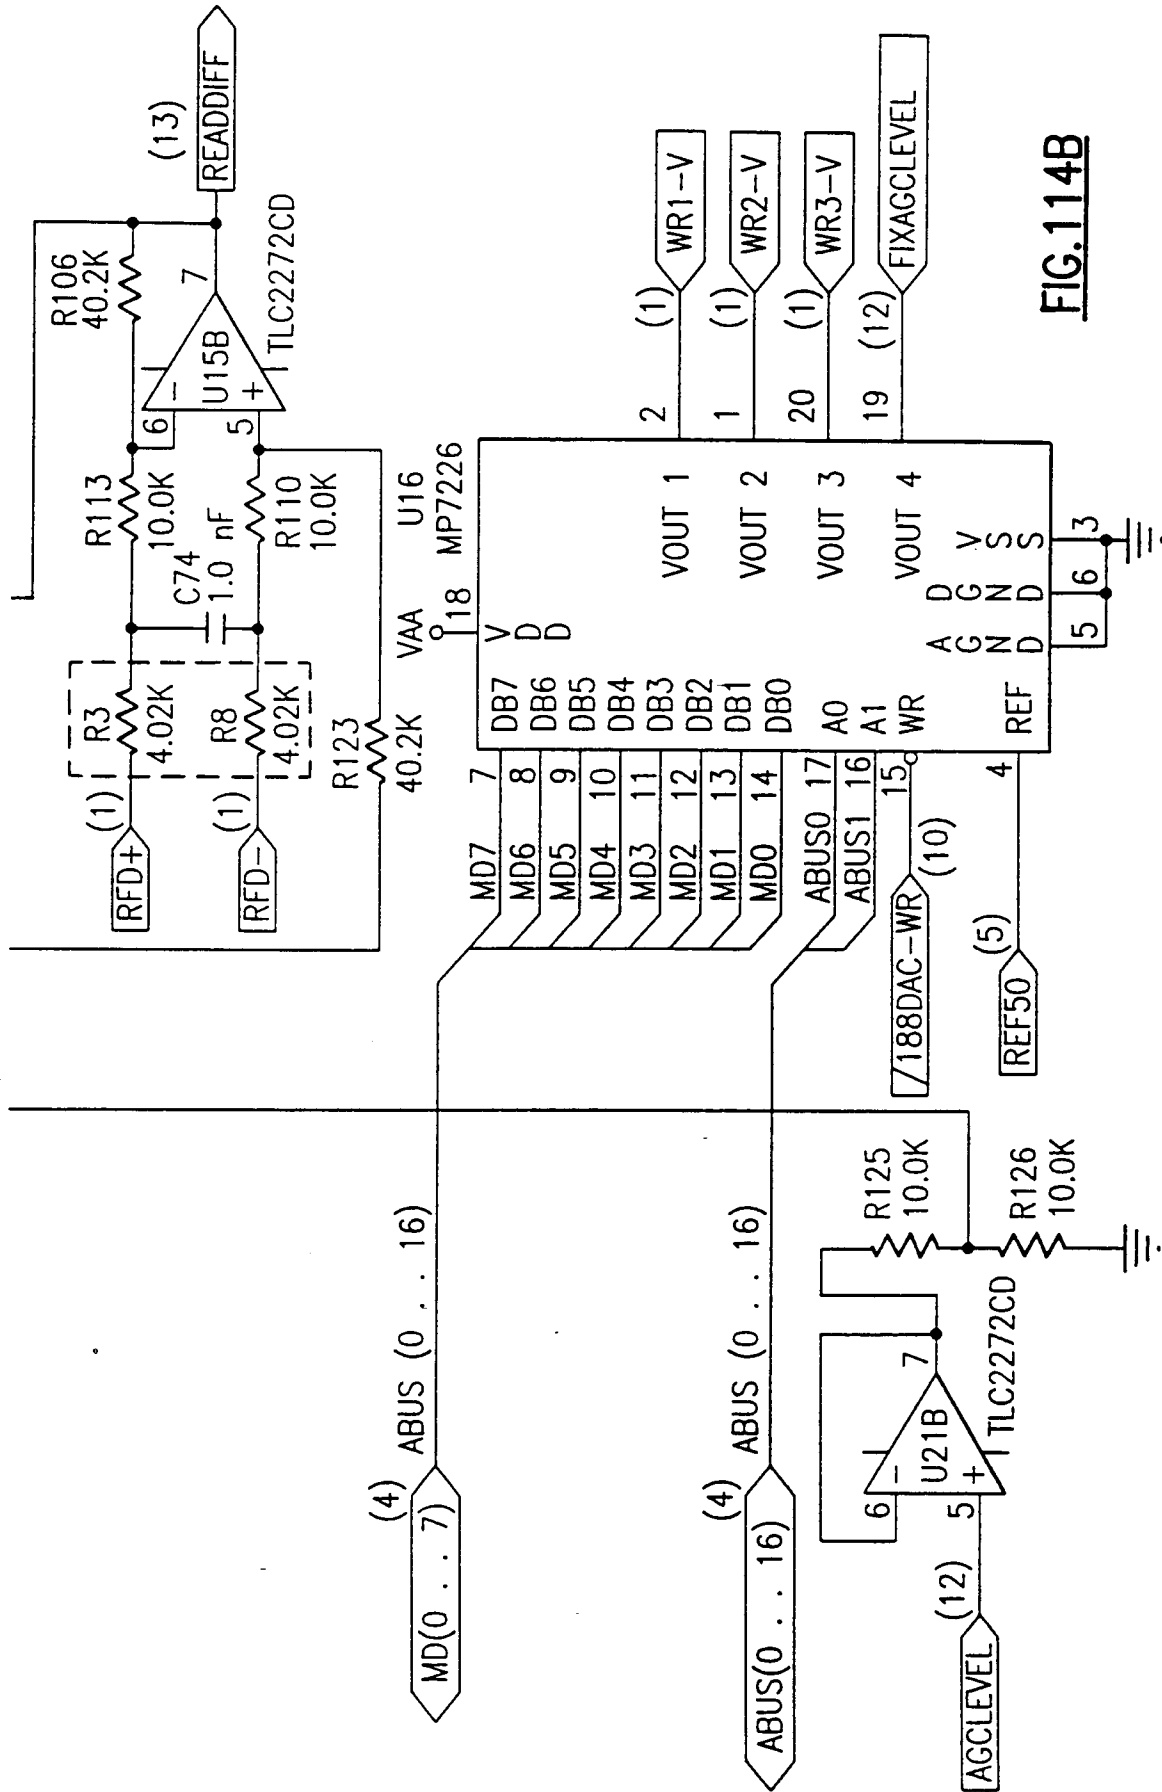 (13)
READDIFF
R106
40.2K
7
U15B
TLC2272CD
6
-
5
+
R113
10.0K
C74
1.0 nF
R110
10.0K
R3
4.02K
R8
4.02K
(1)
RFD+
(1)
RFD-
R123
40.2K
U16
MP7226
VAA
18
VDD
MD7 7 DB7
MD6 8 DB6
MD5 9 DB5
MD4 10 DB4
MD3 11 DB3
MD2 12 DB2
MD1 13 DB1
MD0 14 DB0
ABUS0 17 A0
ABUS1 16 A1
15 WR
/188DAC-WR
(10)
4 REF
(5)
REF50
VOUT 1 2 (1) WR1-V
VOUT 2 1 (1) WR2-V
VOUT 3 20 (1) WR3-V
VOUT 4 19 (12) FIXAGCLEVEL
AGND
DGND
VSS
5 6 3
(4)
MD(0 . . 7)
ABUS (0 . . 16)
(4)
ABUS(0 . . 16)
ABUS (0 . . 16)
AGCLEVEL
(12)
6
-
5
+
U21B
7
TLC2272CD
R125
10.0K
R126
10.0K
FIG.114B